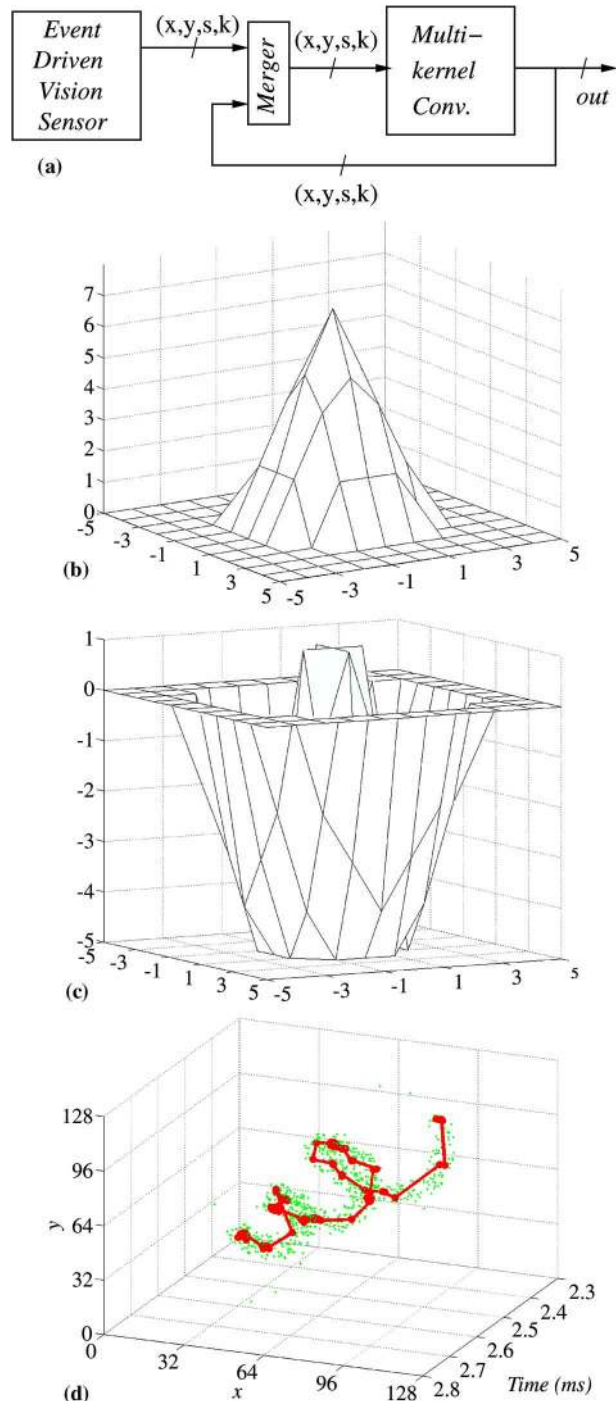 Event
Driven
Vision
Sensor
(x,y,s,k)
Merger
(x,y,s,k)
Multi-
kernel
Conv.
out
(x,y,s,k)
(a)
7
6
5
4
3
2
1
0
-5
-3
-1
1
3
5
-5
-3
-1
1
3
5
(b)
1
0
-1
-2
-3
-4
-5
-5
-3
-1
1
3
5
-5
-3
-1
1
3
5
(c)
128
96
64
32
0
y
0
32
64
96
128
x
2.3
2.4
2.5
2.6
2.7
2.8
Time (ms)
(d)